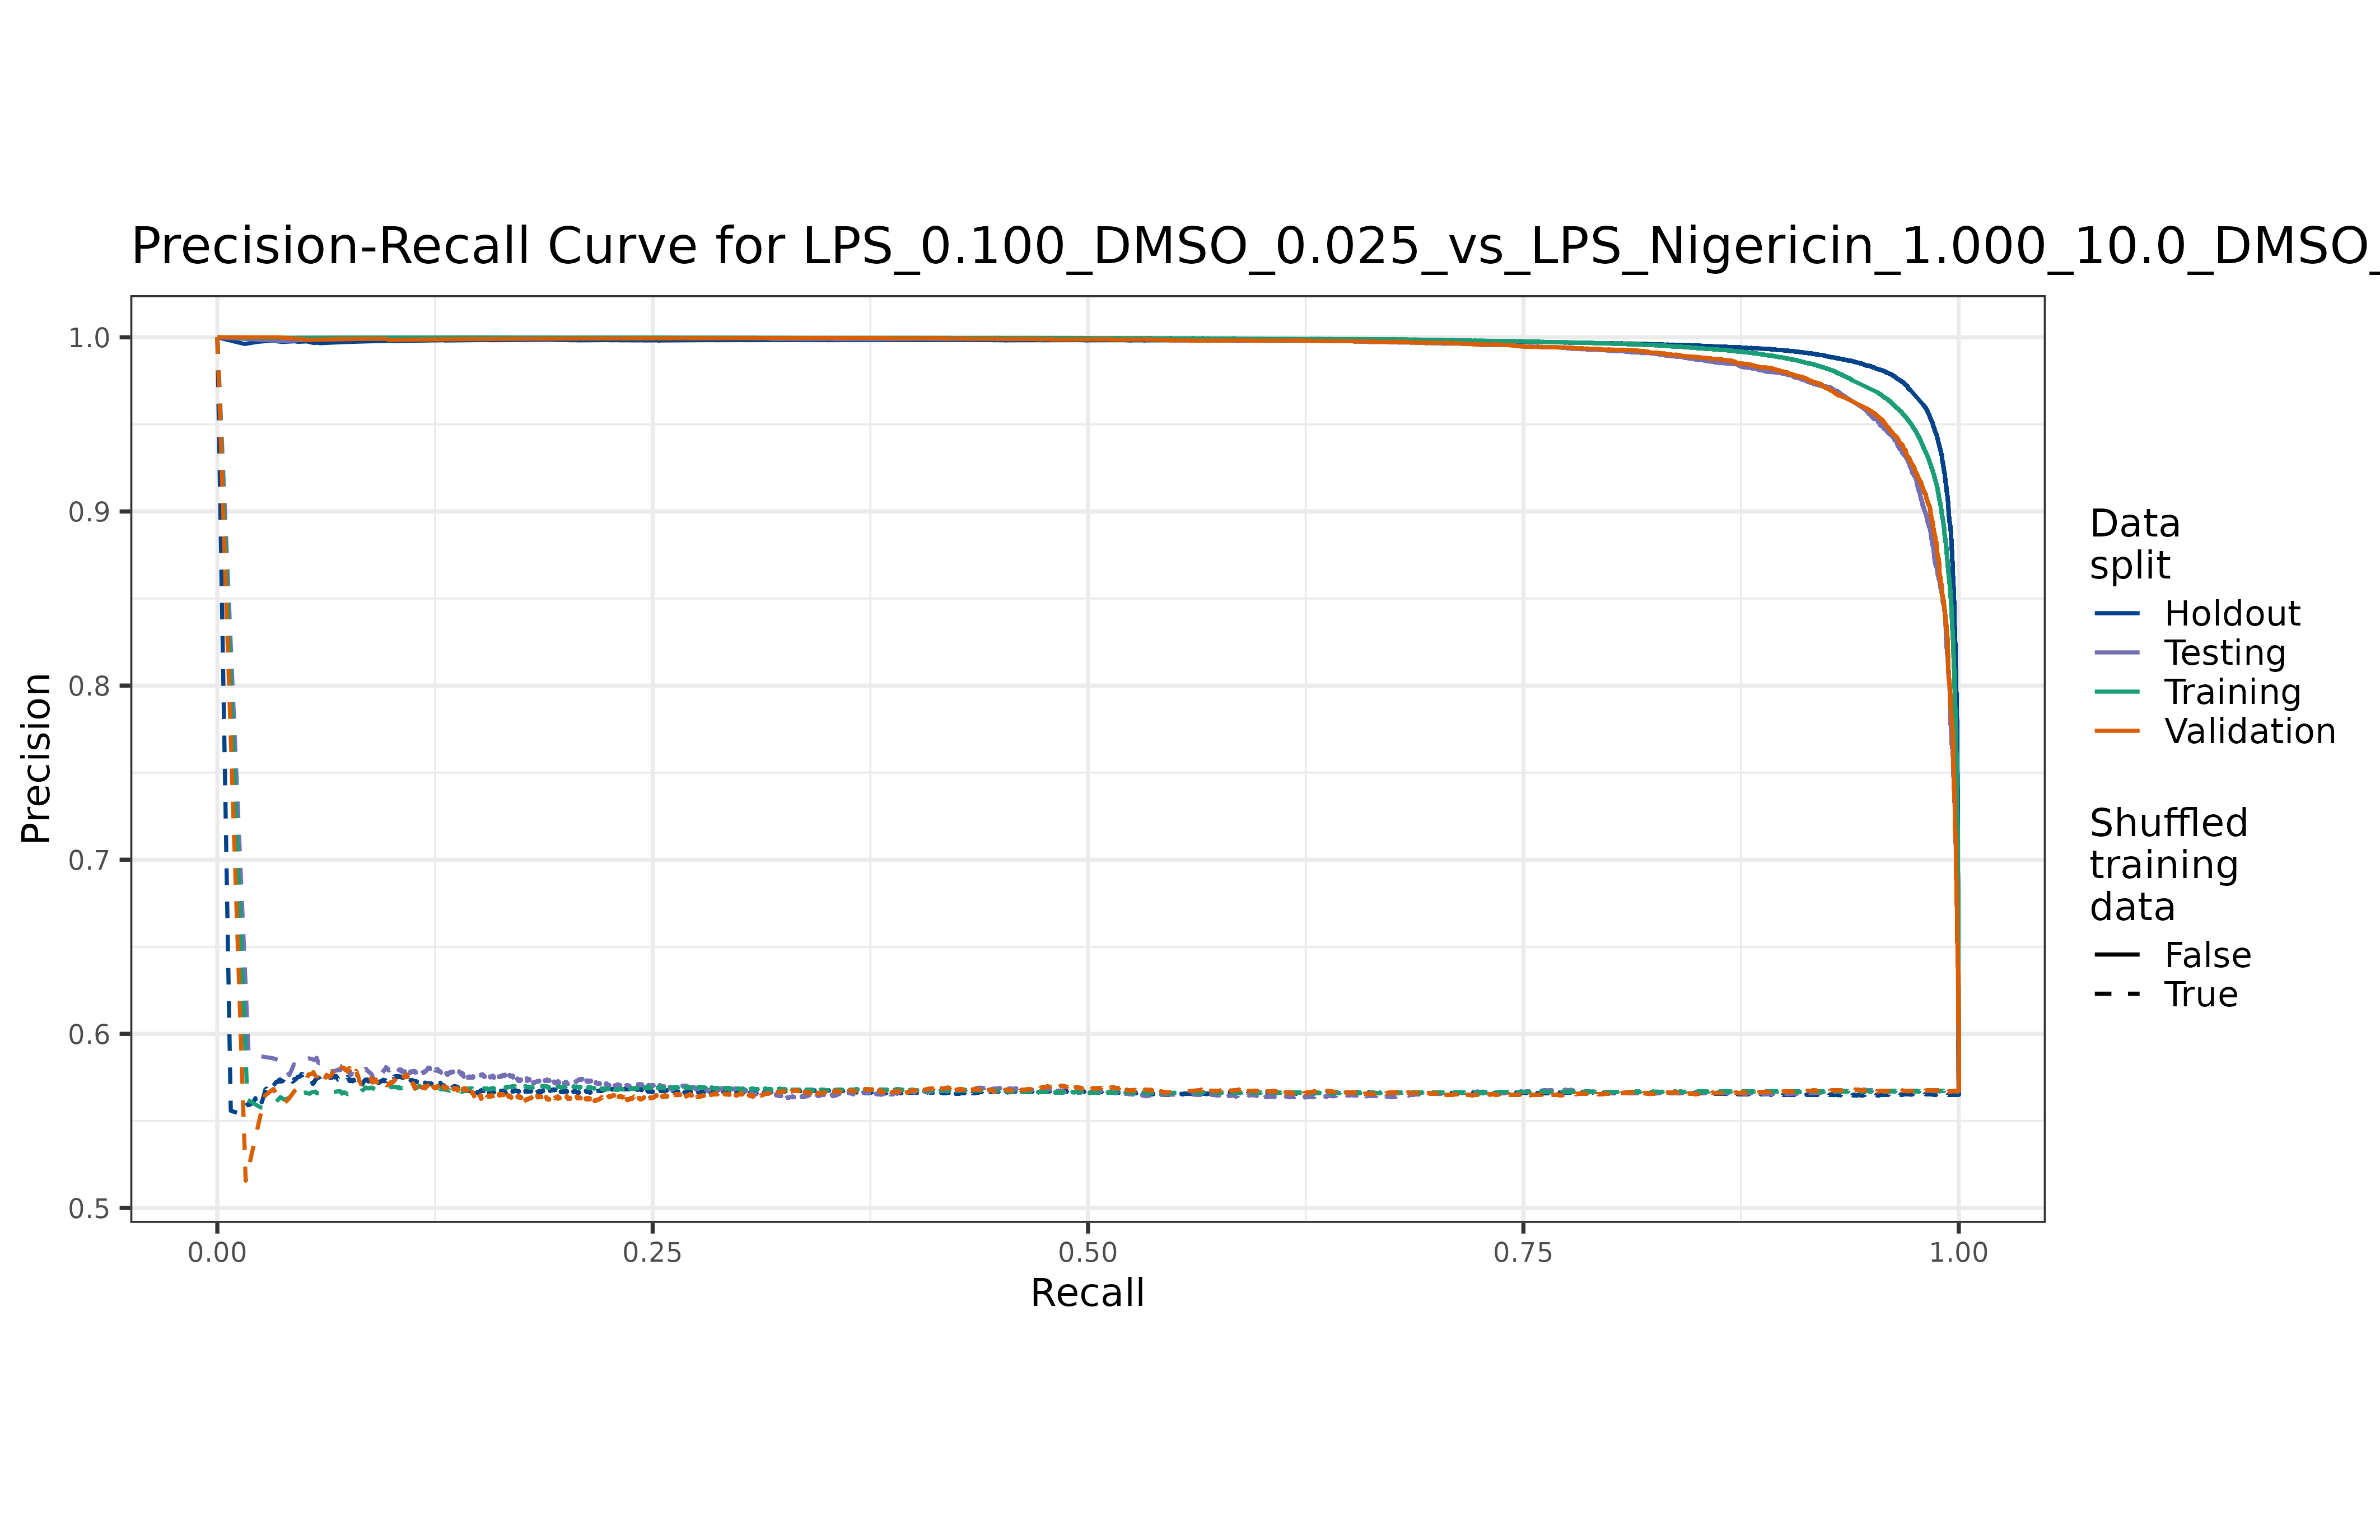 Precision-Recall Curve for LPS_0.100_DMSO_0.025_vs_LPS_Nigericin_1.000_10.0_DMSO_
1.0
0.9
0.8
0.7
0.6
0.5
Precision
0.00
0.25
0.50
0.75
1.00
Recall
Data
split
Holdout
Testing
Training
Validation
Shuffled
training
data
False
True